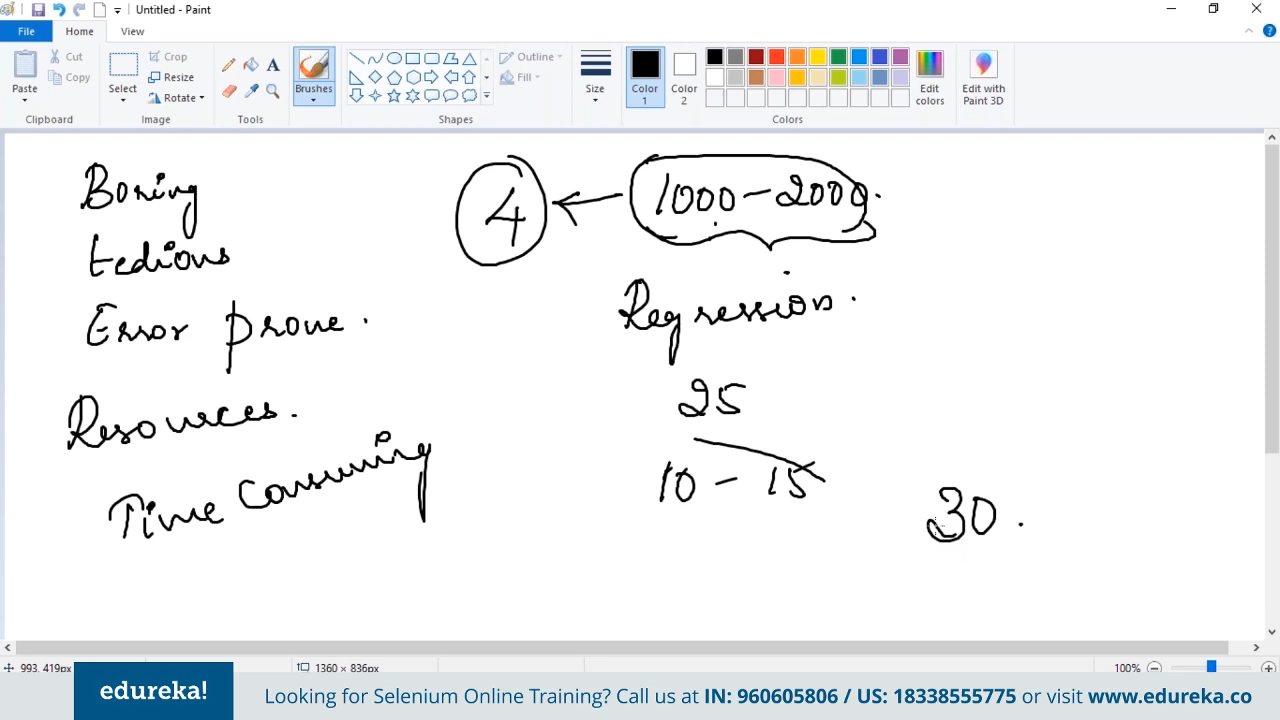 Untitled - Paint
File Home View
Paste
Cut
Copy
Clipboard
Select
Crop
Resize
Rotate
Image
A
Tools
Brushes
Outline
Fill
Shapes
Size
Color 1
Color 2
Edit colors
Edit with Paint 3D
Colors
Boring
tedious
Error prone.
Resources.
Time Consuming
4
1000-2000.
Regression.
25
10 - 15
30.
993, 419px
1360 × 836px
100%
edureka!
Looking for Selenium Online Training? Call us at IN: 960605806 / US: 18338555775 or visit www.edureka.co